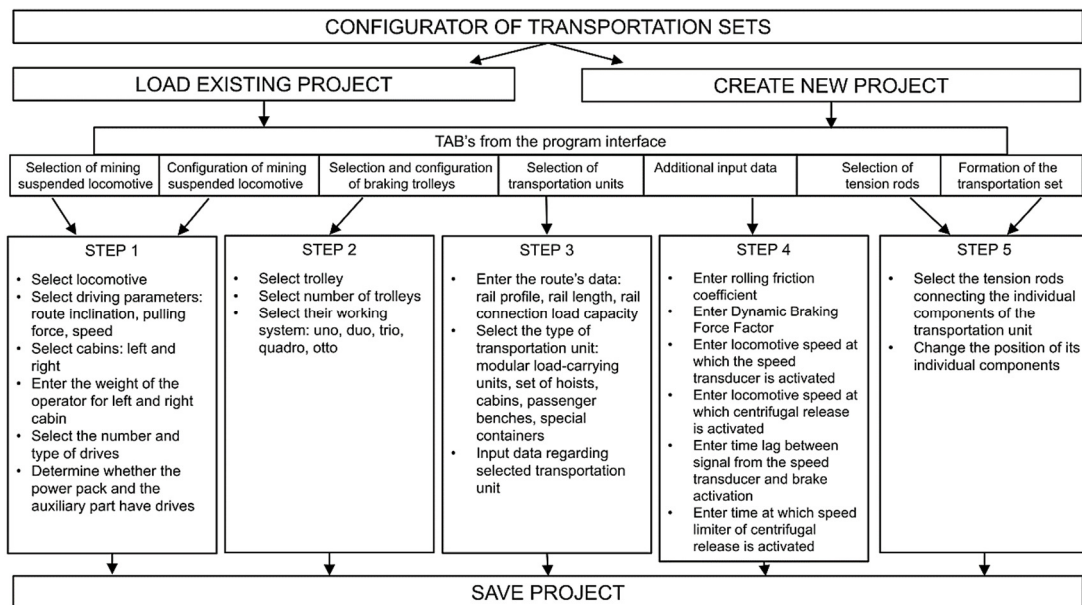 CONFIGURATOR OF TRANSPORTATION SETS
LOAD EXISTING PROJECT
CREATE NEW PROJECT
TAB's from the program interface
Selection of mining
suspended locomotive
Configuration of mining
suspended locomotive
Selection and configuration
of braking trolleys
Selection of
transportation units
Additional input data
Selection of
tension rods
Formation of the
transportation set
STEP 1
• Select locomotive
• Select driving parameters:
route inclination, pulling
force, speed
• Select cabins: left and
right
• Enter the weight of the
operator for left and right
cabin
• Select the number and
type of drives
• Determine whether the
power pack and the
auxiliary part have drives
STEP 2
• Select trolley
• Select number of trolleys
• Select their working
system: uno, duo, trio,
quadro, otto
STEP 3
• Enter the route's data:
rail profile, rail length, rail
connection load capacity
• Select the type of
transportation unit:
modular load-carrying
units, set of hoists,
cabins, passenger
benches, special
containers
• Input data regarding
selected transportation
unit
STEP 4
• Enter rolling friction
coefficient
• Enter Dynamic Braking
Force Factor
• Enter locomotive speed at
which the speed
transducer is activated
• Enter locomotive speed at
which centrifugal release
is activated
• Enter time lag between
signal from the speed
transducer and brake
activation
• Enter time at which speed
limiter of centrifugal
release is activated
STEP 5
• Select the tension rods
connecting the individual
components of the
transportation unit
• Change the position of its
individual components
SAVE PROJECT